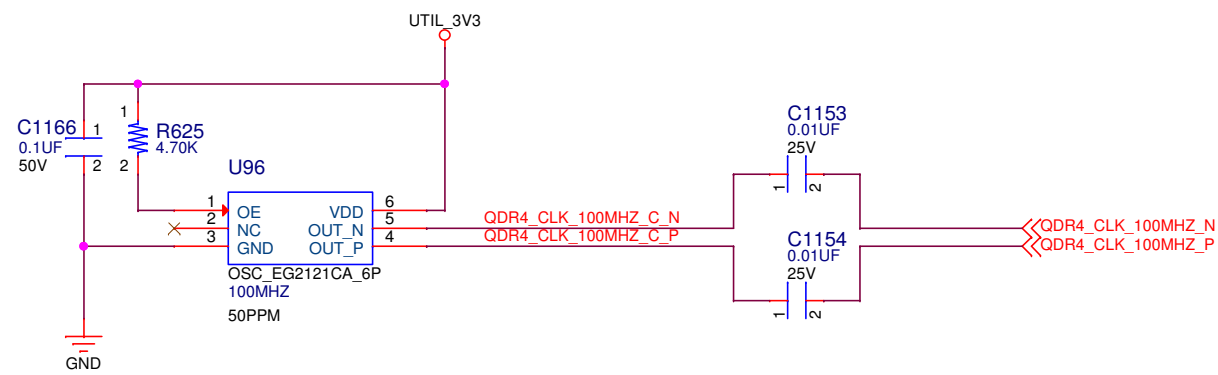 UTIL_3V3
C1166
0.1UF
50V
1
2
1
2
R625
4.70K
U96
1
2
3
OE
NC
GND
VDD
OUT_N
OUT_P
6
5
4
OSC_EG2121CA_6P
100MHZ
50PPM
GND
QDR4_CLK_100MHZ_C_N
QDR4_CLK_100MHZ_C_P
C1153
0.01UF
25V
1
2
C1154
0.01UF
25V
1
2
QDR4_CLK_100MHZ_N
QDR4_CLK_100MHZ_P